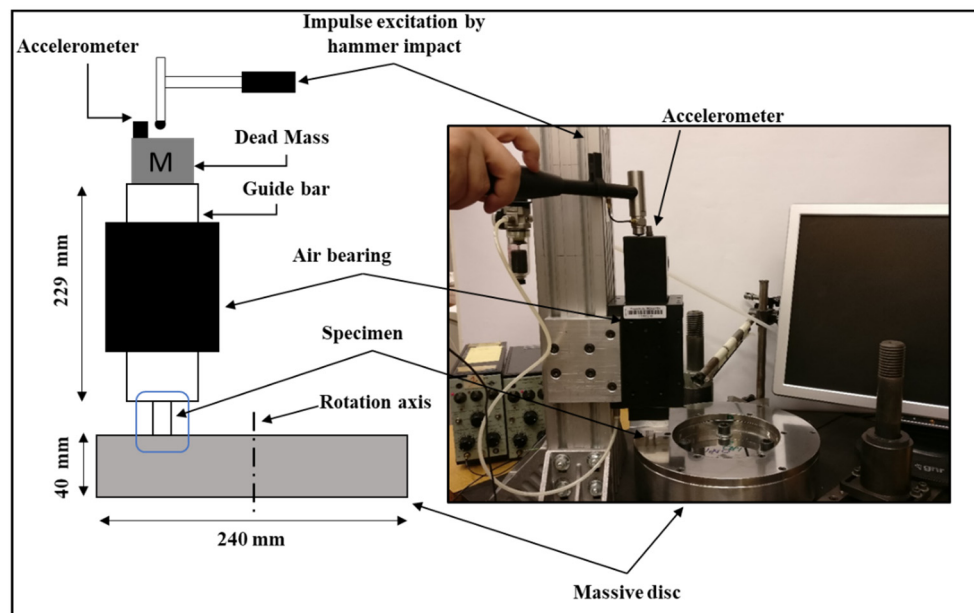 Impulse excitation by
hammer impact
Accelerometer
Accelerometer
Dead Mass
M
Guide bar
Air bearing
229 mm
Specimen
Rotation axis
40 mm
240 mm
Massive disc